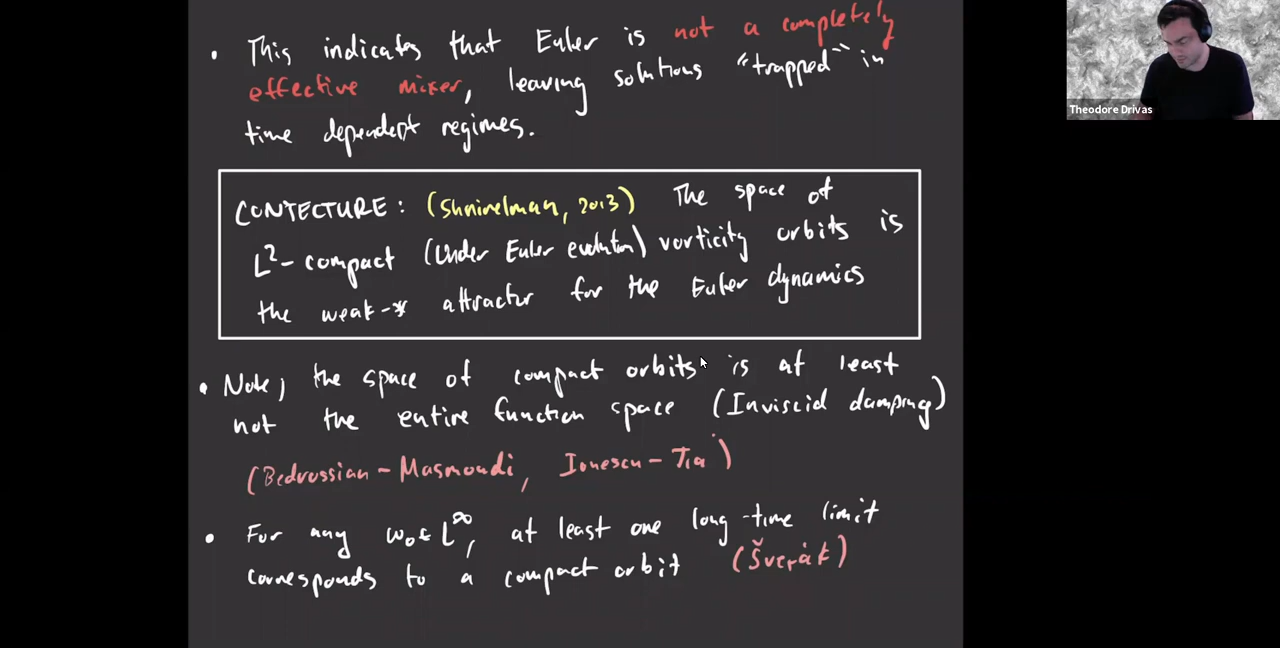 • This indicates that Euler is not a completely
effective mixer, leaving solutions "trapped" in
time dependent regimes.
CONJECTURE: (Shnirelman, 2013) The space of
L²-compact (Under Euler evolution) vorticity orbits is
the weak-* attractor for the Euler dynamics
• Note, the space of compact orbits is at least
not the entire function space (Inviscid damping)
(Bedrossian - Masmoudi, Ionescu - Jia)
• For any ω₀ ∈ L^∞, at least one long-time limit
corresponds to a compact orbit (Šverák)
Theodore Drivas